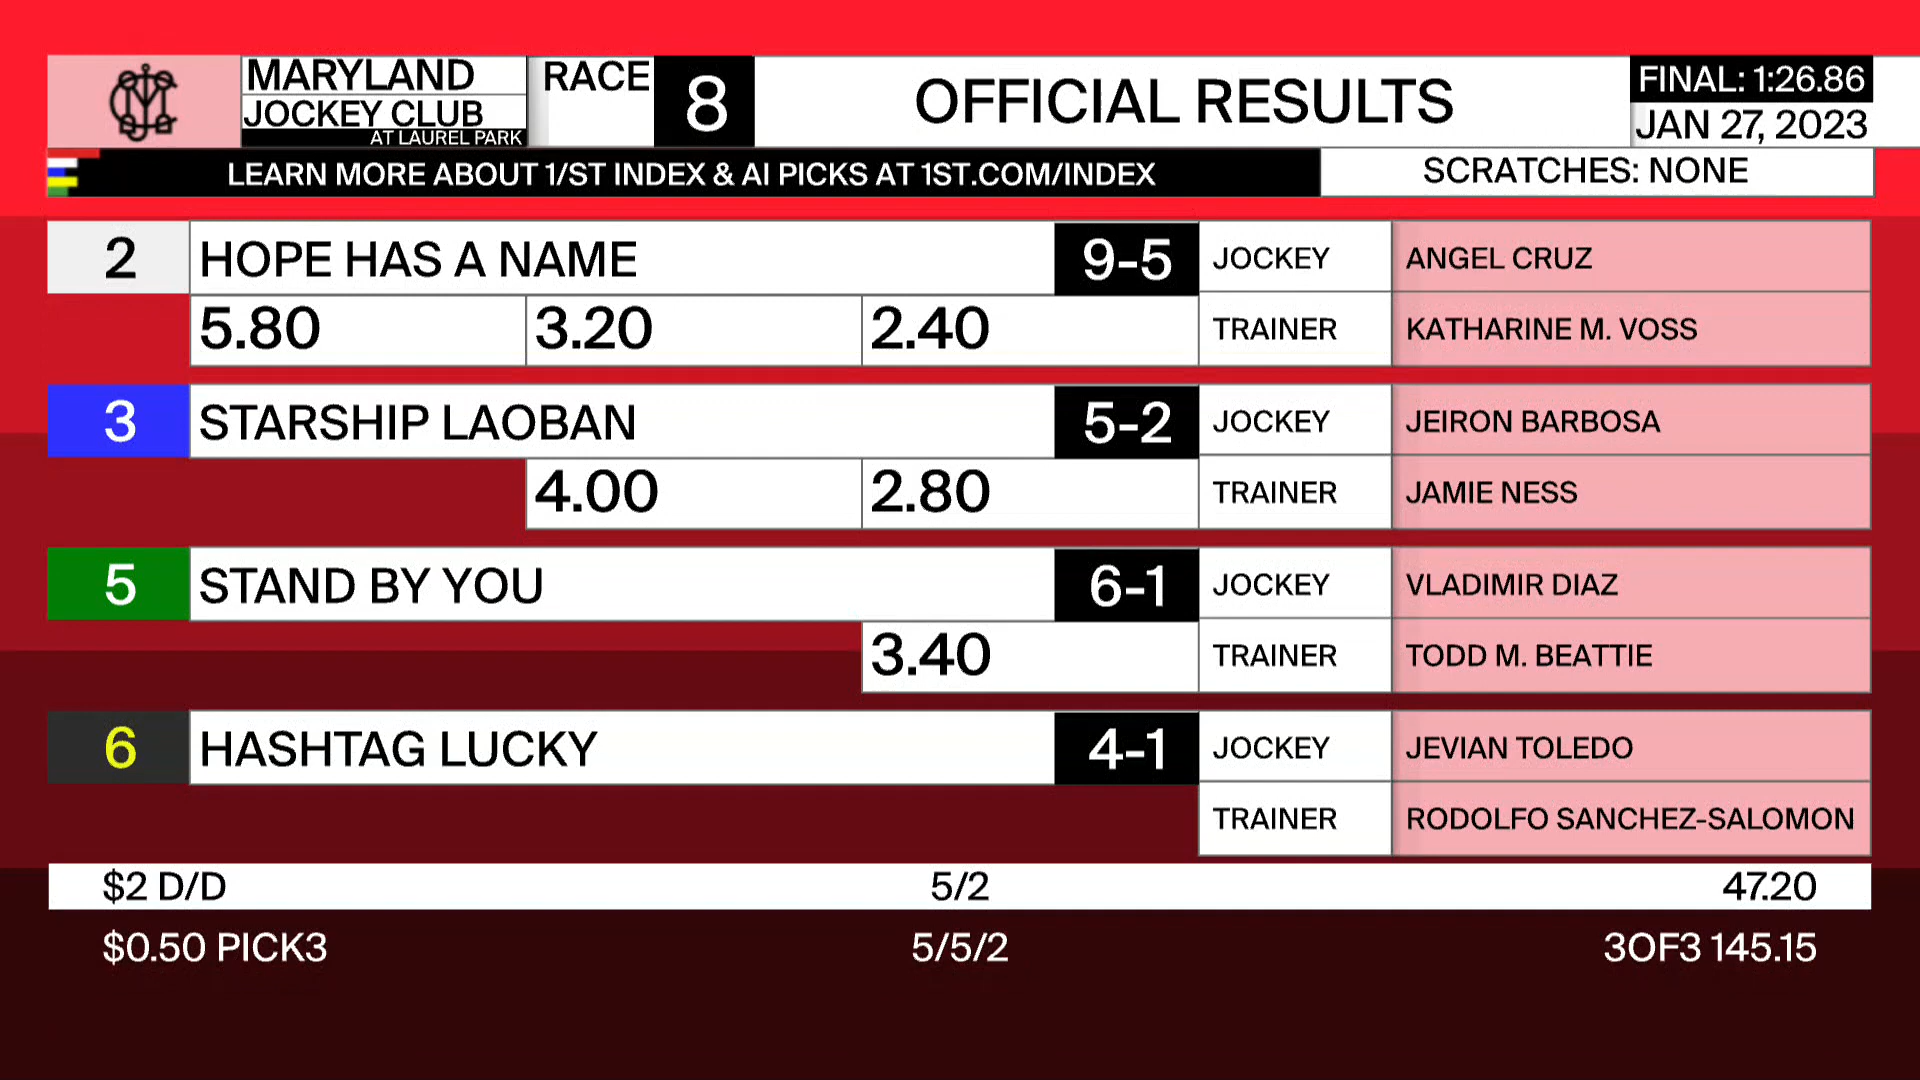 MARYLAND
JOCKEY CLUB
AT LAUREL PARK
RACE 8
OFFICIAL RESULTS
FINAL: 1:26.86
JAN 27, 2023
LEARN MORE ABOUT 1/ST INDEX & AI PICKS AT 1ST.COM/INDEX
SCRATCHES: NONE
2 HOPE HAS A NAME 9-5 JOCKEY ANGEL CRUZ
5.80 3.20 2.40 TRAINER KATHARINE M. VOSS
3 STARSHIP LAOBAN 5-2 JOCKEY JEIRON BARBOSA
4.00 2.80 TRAINER JAMIE NESS
5 STAND BY YOU 6-1 JOCKEY VLADIMIR DIAZ
3.40 TRAINER TODD M. BEATTIE
6 HASHTAG LUCKY 4-1 JOCKEY JEVIAN TOLEDO
TRAINER RODOLFO SANCHEZ-SALOMON
$2 D/D 5/2 47.20
$0.50 PICK3 5/5/2 3OF3 145.15